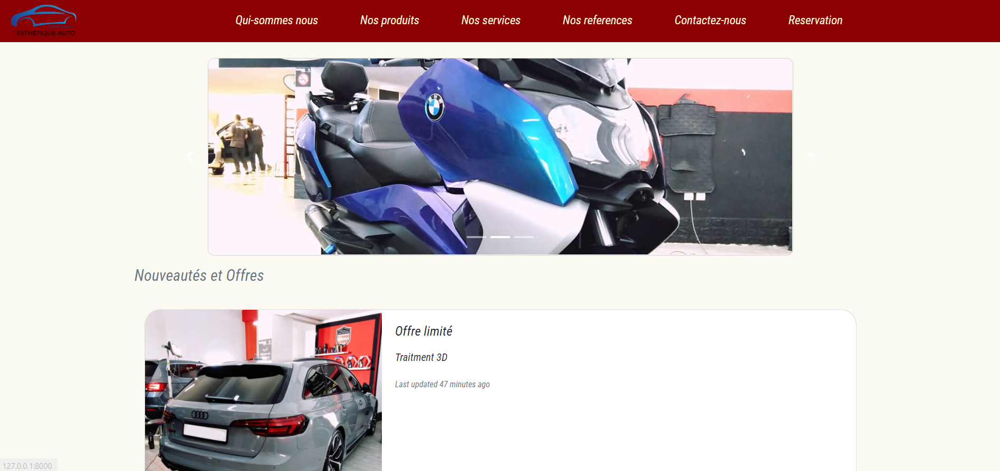 ESTHETIQUE AUTO
Qui-sommes nous
Nos produits
Nos services
Nos references
Contactez-nous
Reservation
BMW
Nouveautés et Offres
Offre limité
Traitment 3D
Last updated 47 minutes ago
127.0.0.1:8000